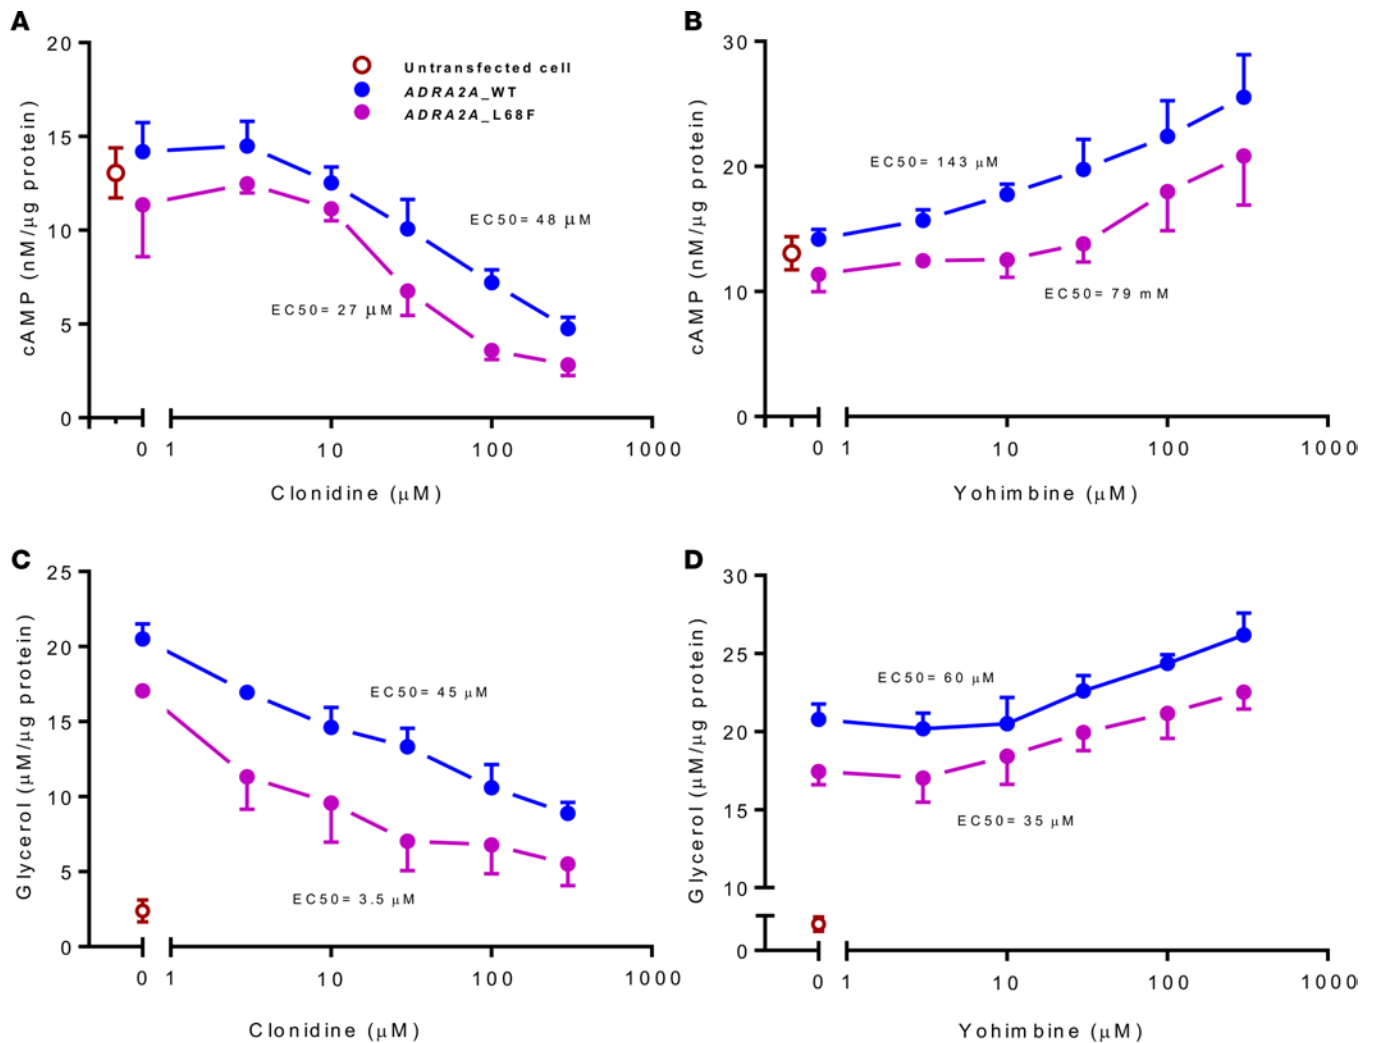 A
20
15
10
5
0
cAMP (nM/μg protein)
Untransfected cell
ADRA2A_WT
ADRA2A_L68F
EC50= 48 μM
EC50= 27 μM
0 1 10 100 1000
Clonidine (μM)
B
30
20
10
0
cAMP (nM/μg protein)
EC50= 143 μM
EC50= 79 mM
0 1 10 100 1000
Yohimbine (μM)
C
25
20
15
10
5
0
Glycerol (μM/μg protein)
EC50= 45 μM
EC50= 3.5 μM
0 1 10 100 1000
Clonidine (μM)
D
30
25
20
15
10
0
Glycerol (μM/μg protein)
EC50= 60 μM
EC50= 35 μM
0 1 10 100 1000
Yohimbine (μM)